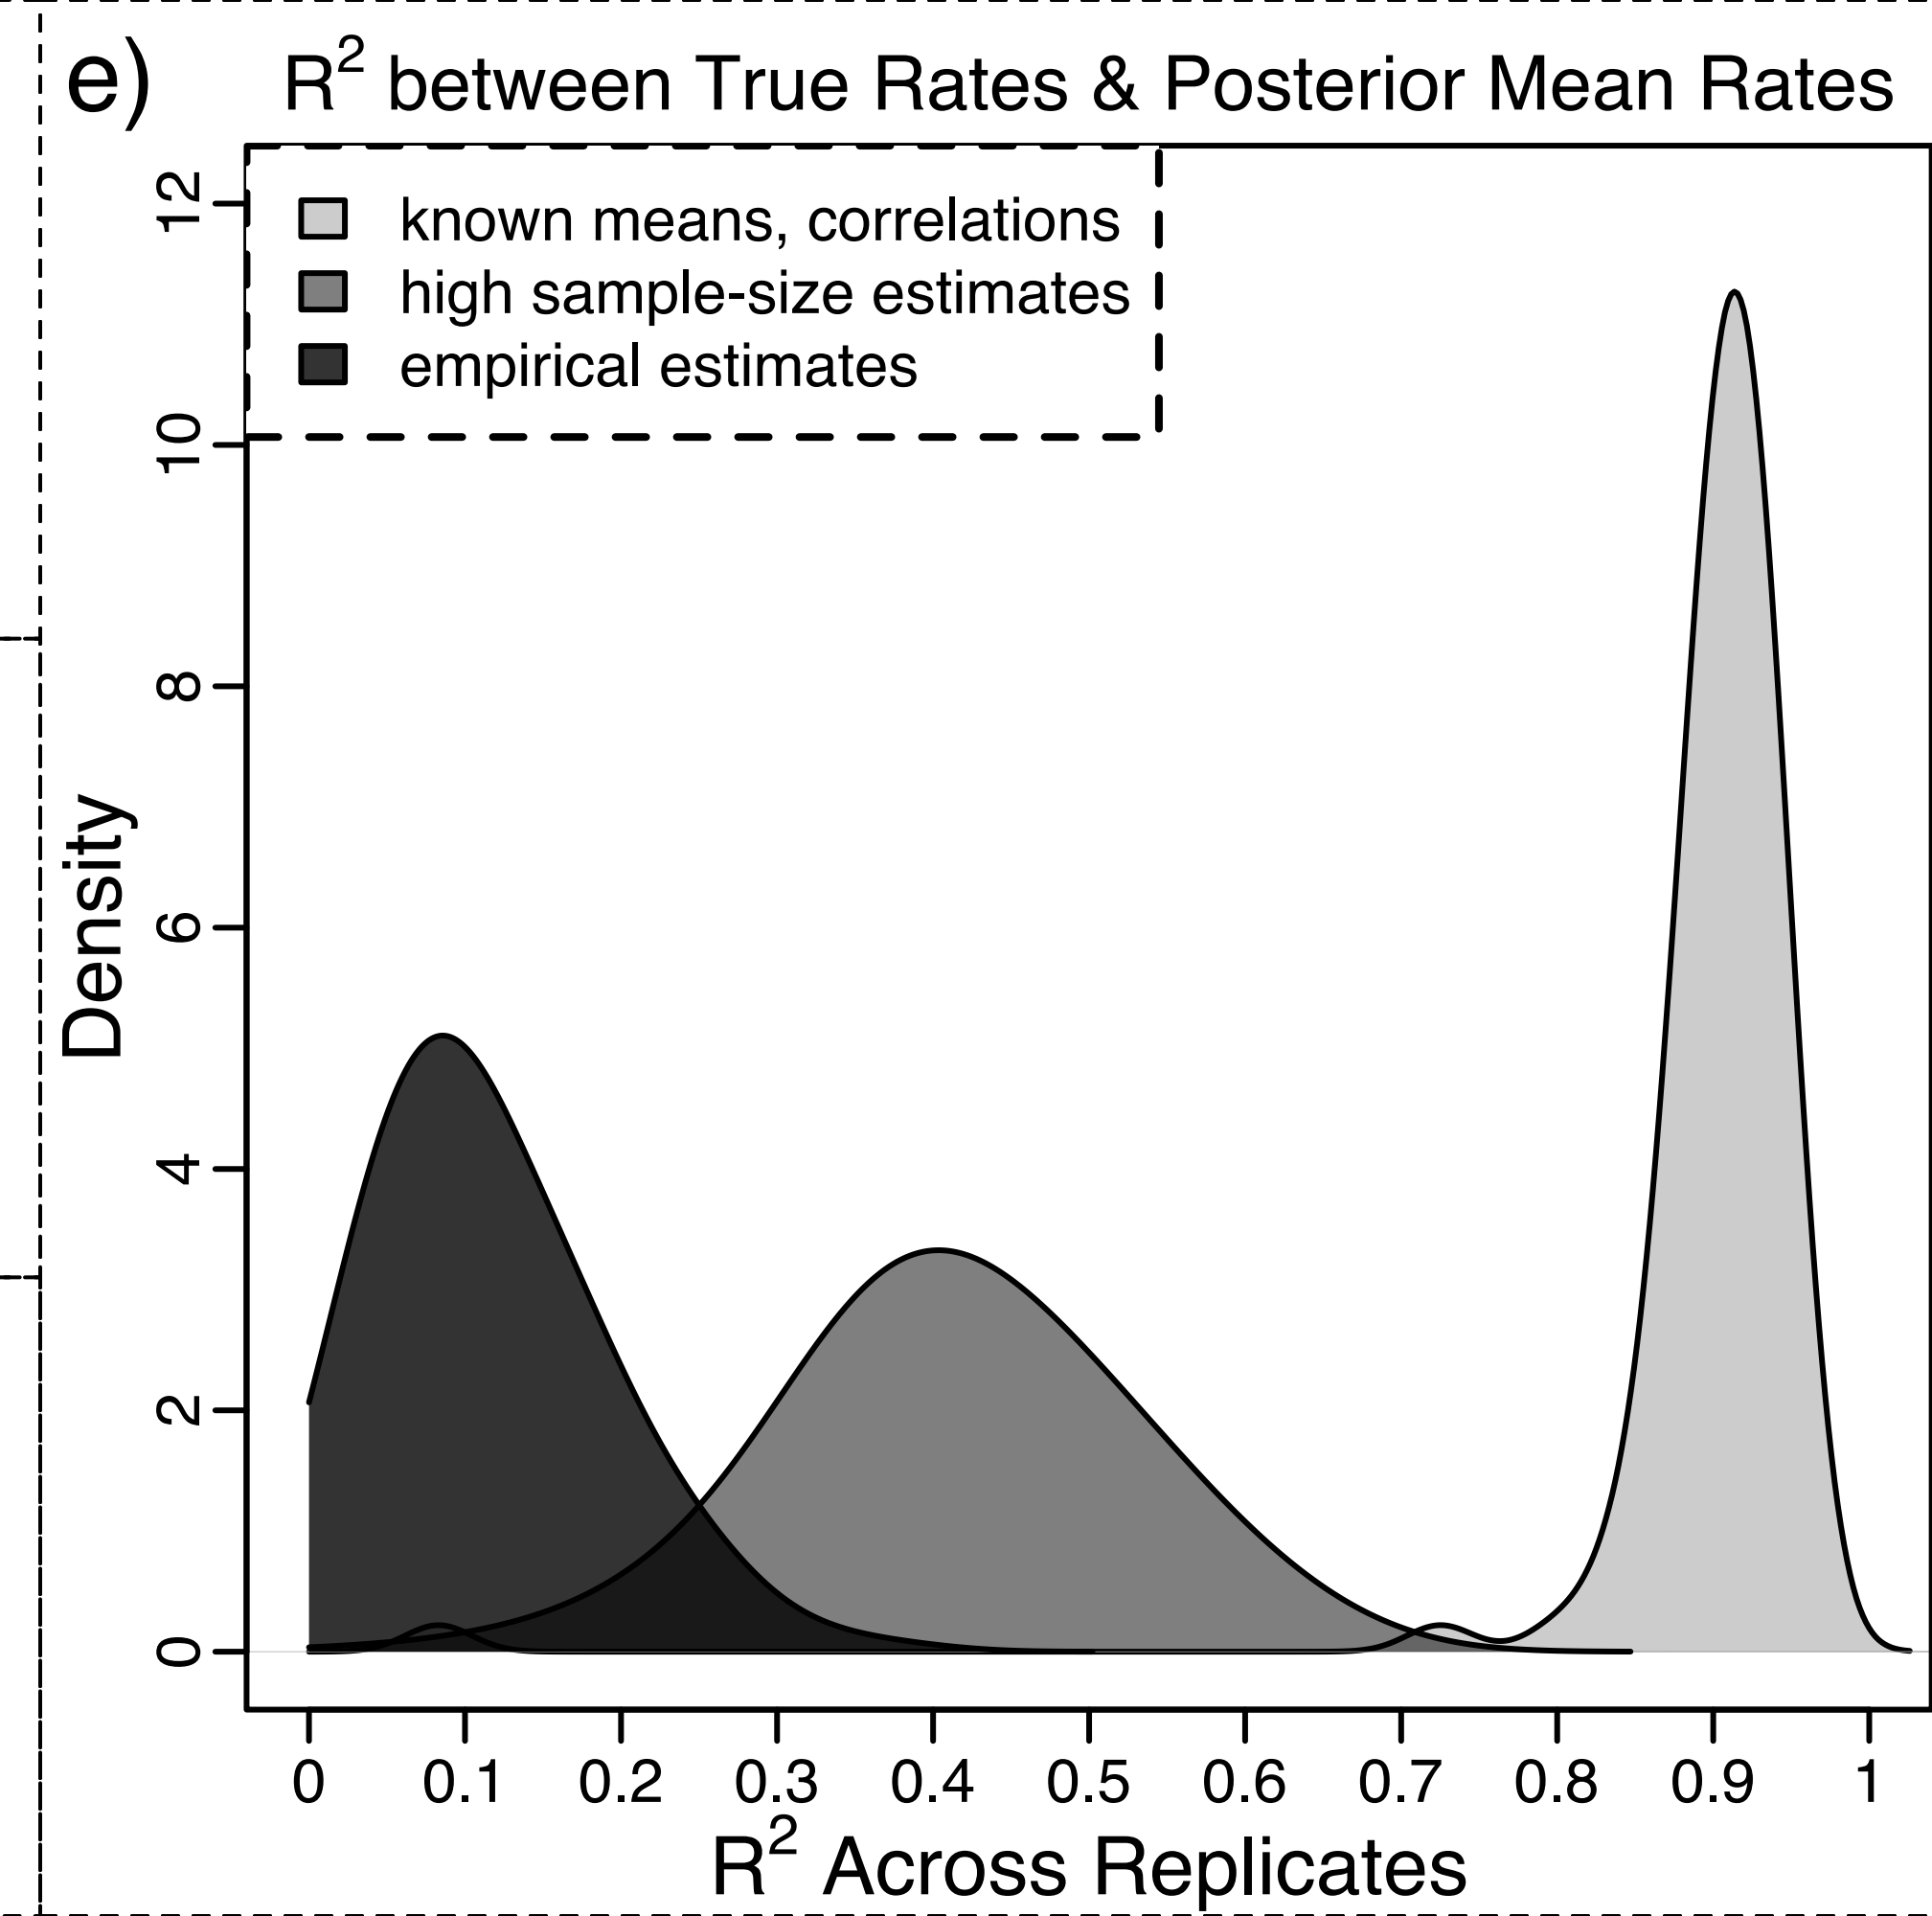 e)
R² between True Rates & Posterior Mean Rates
known means, correlations
high sample-size estimates
empirical estimates
12
10
8
6
4
2
0
Density
0 0.1 0.2 0.3 0.4 0.5 0.6 0.7 0.8 0.9 1
R² Across Replicates